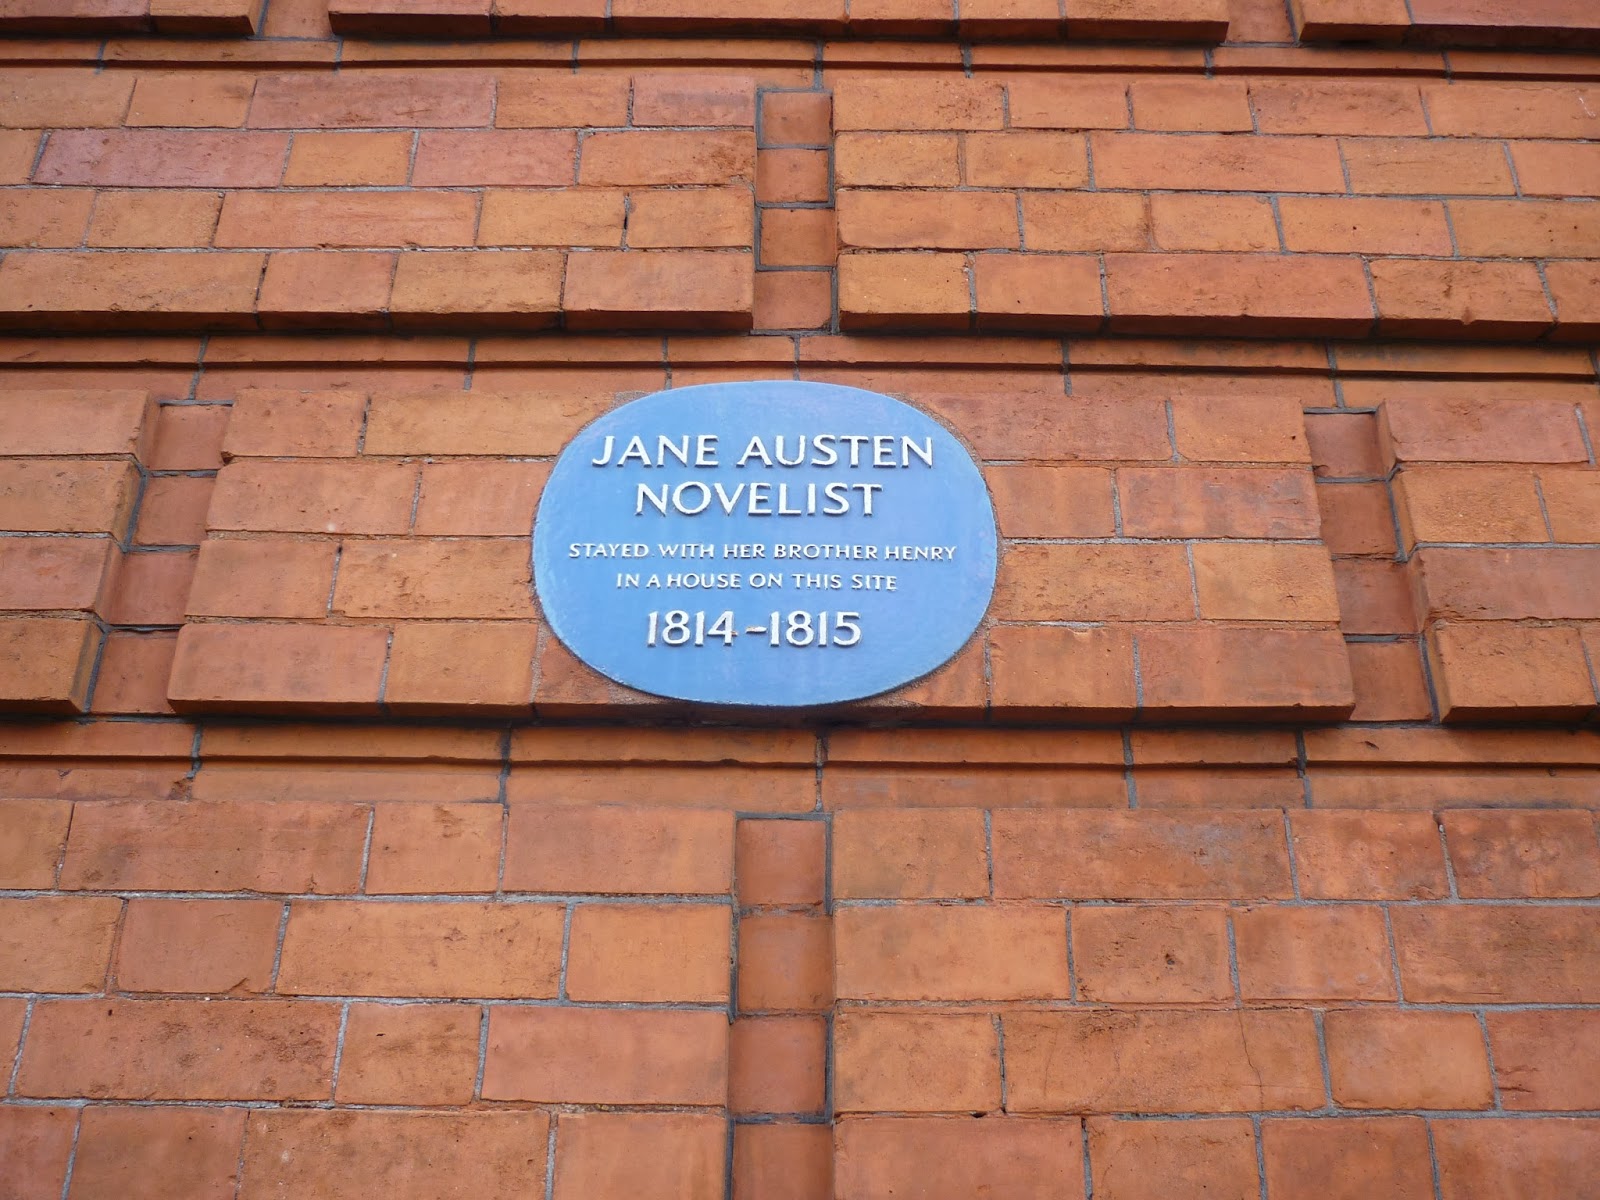 JANE AUSTEN
NOVELIST
STAYED WITH HER BROTHER HENRY
IN A HOUSE ON THIS SITE
1814-1815